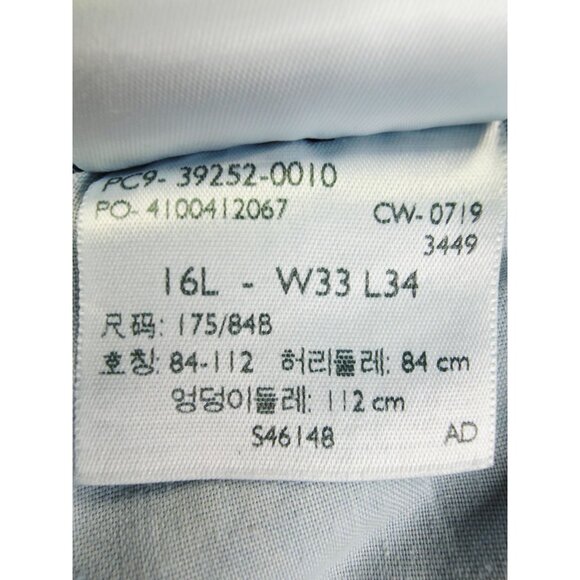 PC9- 39252-0010
PO- 4100412067 CW- 0719
3449
16L - W33 L34
尺码: 175/84B
호칭: 84-112 허리둘레: 84 cm
엉덩이둘레: 112 cm
S46148 AD